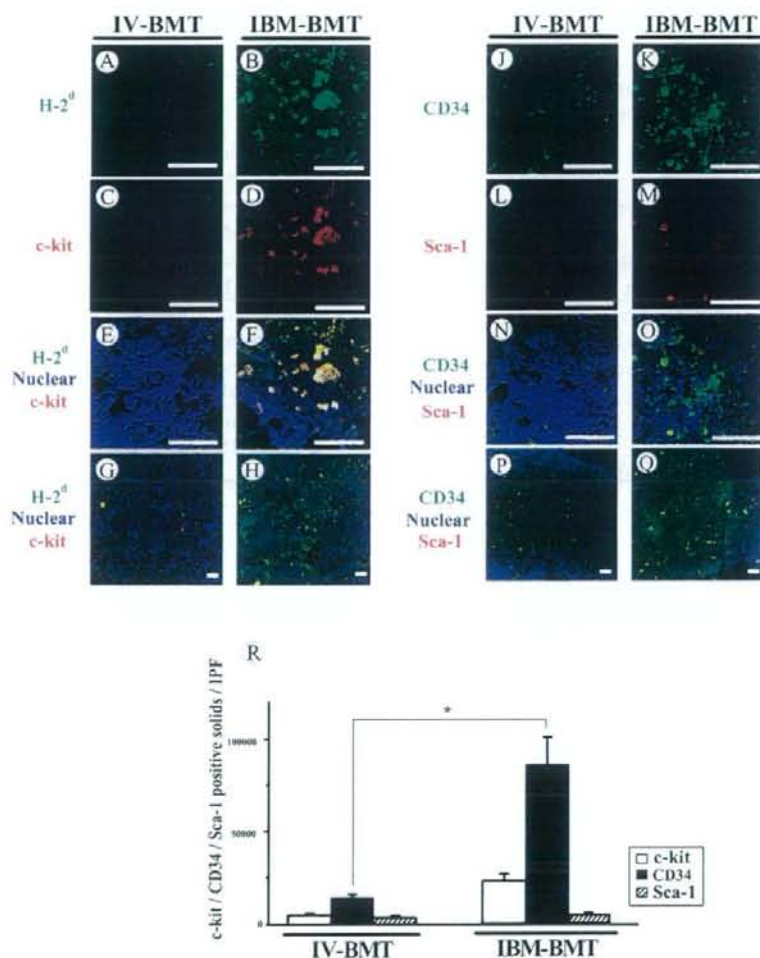 IV-BMT IBM-BMT IV-BMT IBM-BMT
A B J K
H-2d CD34
C D L M
c-kit Sca-1
E F N O
H-2d CD34
Nuclear Nuclear
c-kit Sca-1
G H P Q
H-2d CD34
Nuclear Nuclear
c-kit Sca-1
R
c-kit / CD34 / Sca-1 positive solids / IPF
*
100000
50000
0
c-kit
CD34
Sca-1
IV-BMT IBM-BMT